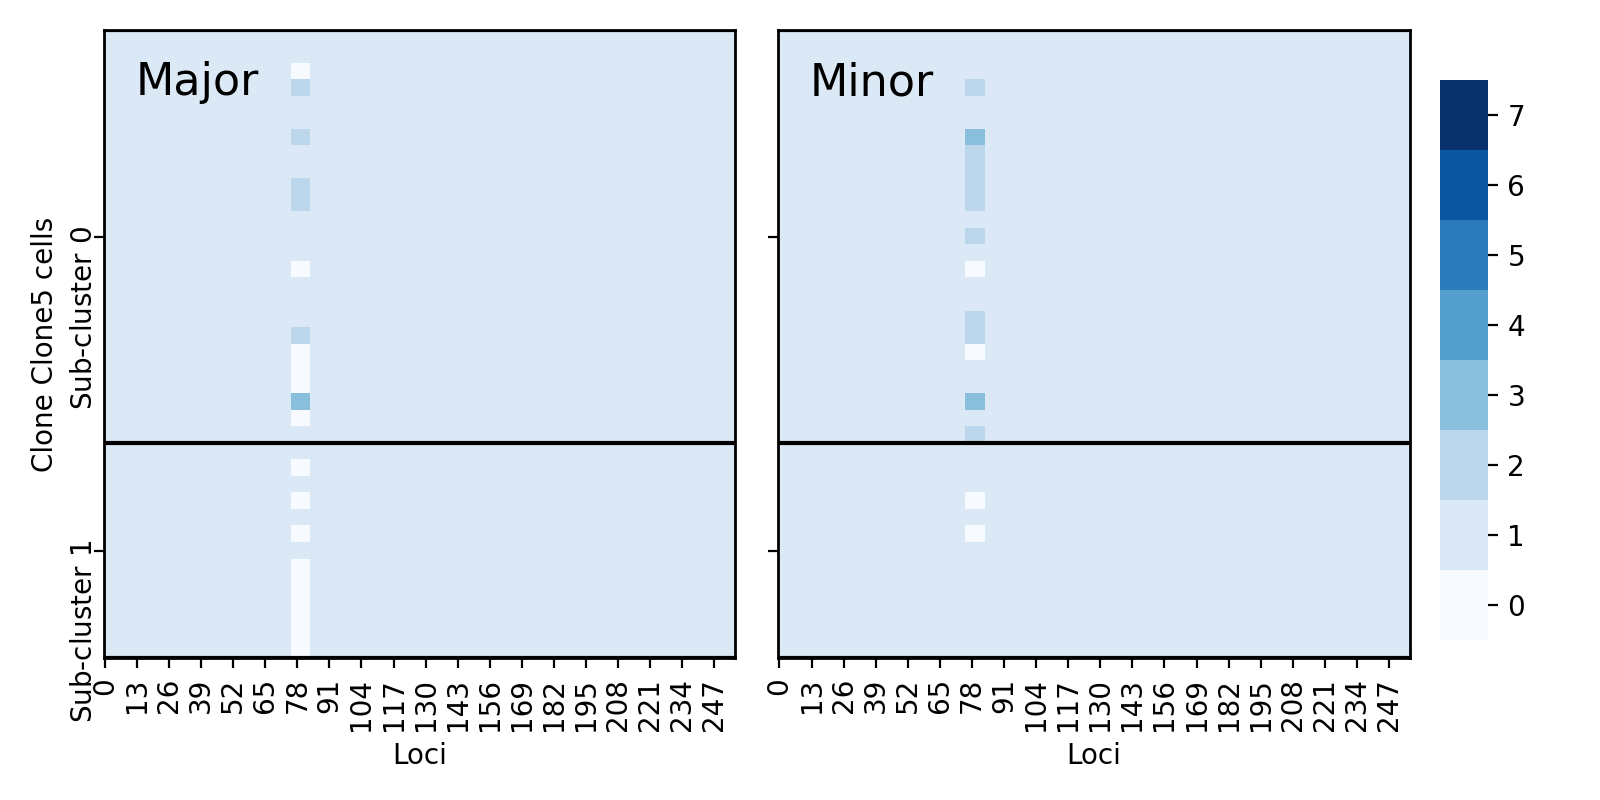 Major
Minor
Clone Clone5 cells
Sub-cluster 0
Sub-cluster 1
0 13 26 39 52 65 78 91 104 117 130 143 156 169 182 195 208 221 234 247
Loci
0 13 26 39 52 65 78 91 104 117 130 143 156 169 182 195 208 221 234 247
Loci
7
6
5
4
3
2
1
0